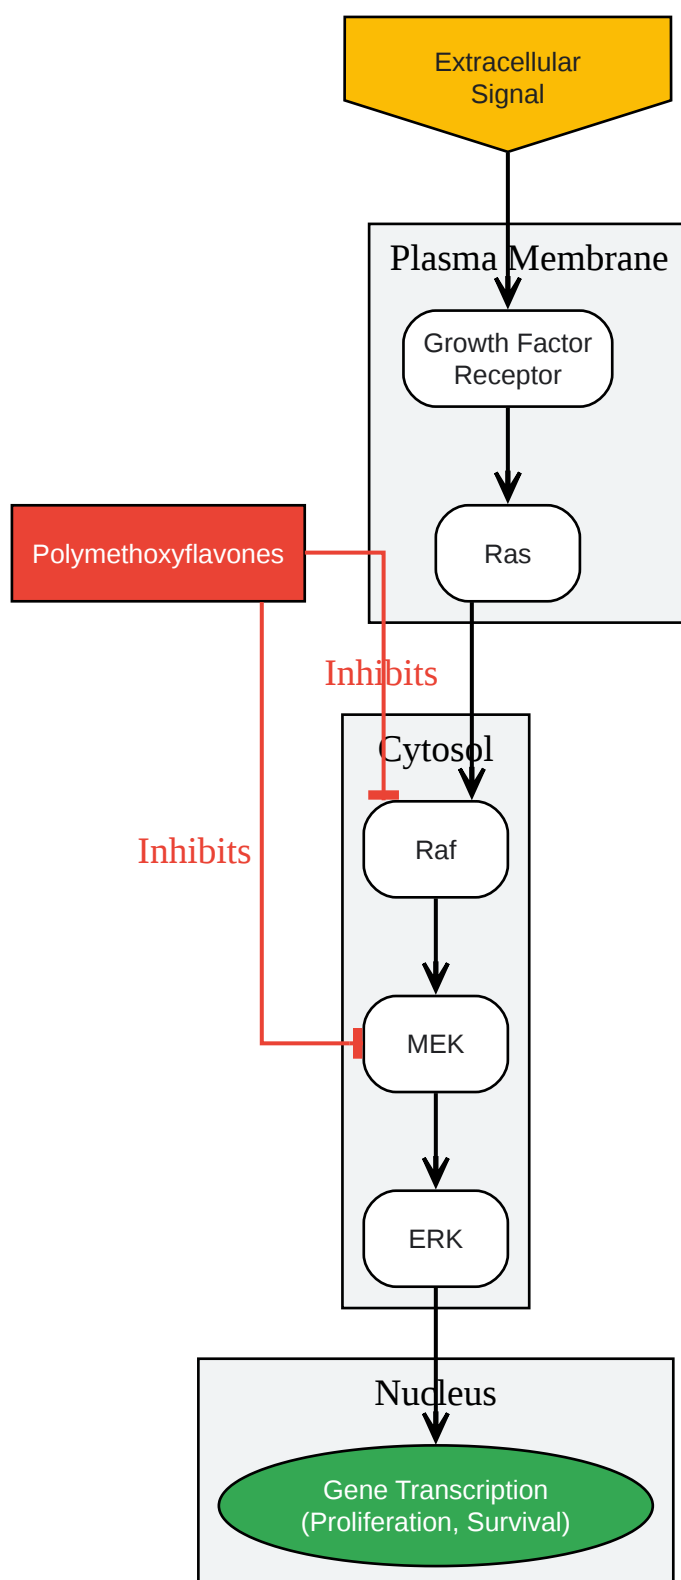 Extracellular
Signal
Plasma Membrane
Growth Factor
Receptor
Polymethoxyflavones
Ras
Inhibits
Cytosol
Inhibits
Raf
MEK
ERK
Nucleus
Gene Transcription
(Proliferation, Survival)